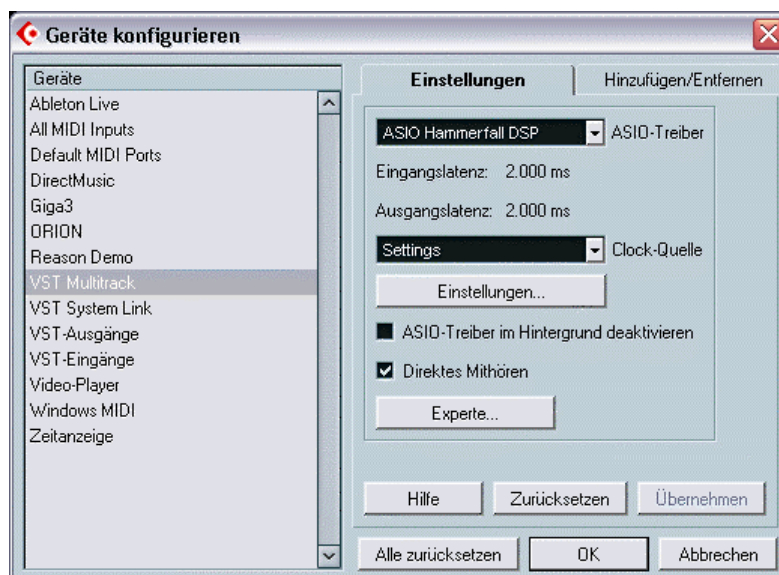 Geräte konfigurieren
Geräte
Ableton Live
All MIDI Inputs
Default MIDI Ports
DirectMusic
Giga3
ORION
Reason Demo
VST Multitrack
VST System Link
VST-Ausgänge
VST-Eingänge
Video-Player
Windows MIDI
Zeitanzeige
Einstellungen
Hinzufügen/Entfernen
ASIO Hammerfall DSP ASIO-Treiber
Eingangslatenz: 2.000 ms
Ausgangslatenz: 2.000 ms
Settings Clock-Quelle
Einstellungen...
ASIO-Treiber im Hintergrund deaktivieren
Direktes Mithören
Experte...
Hilfe Zurücksetzen Übernehmen
Alle zurücksetzen OK Abbrechen